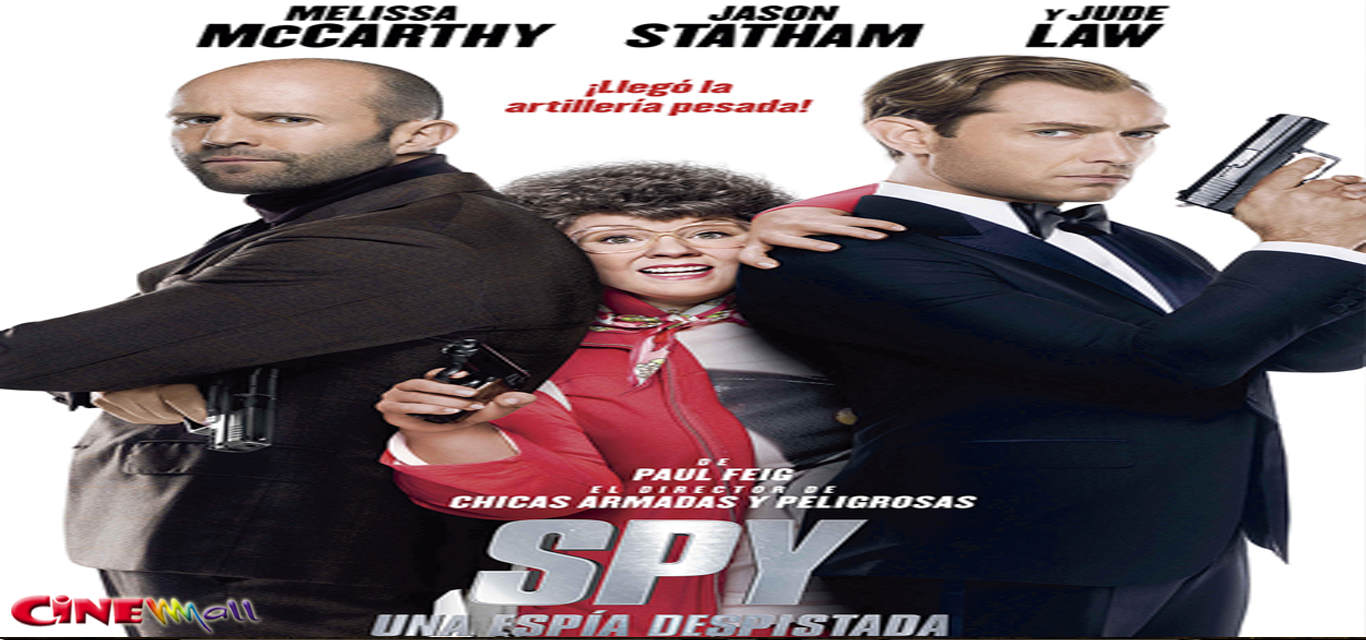 MELISSA McCARTHY
JASON STATHAM
Y JUDE LAW
¡Llegó la
artillería pesada!
DE
PAUL FEIG
EL DIRECTOR DE
CHICAS ARMADAS Y PELIGROSAS
SPY
UNA ESPÍA DESPISTADA
CiNEMall